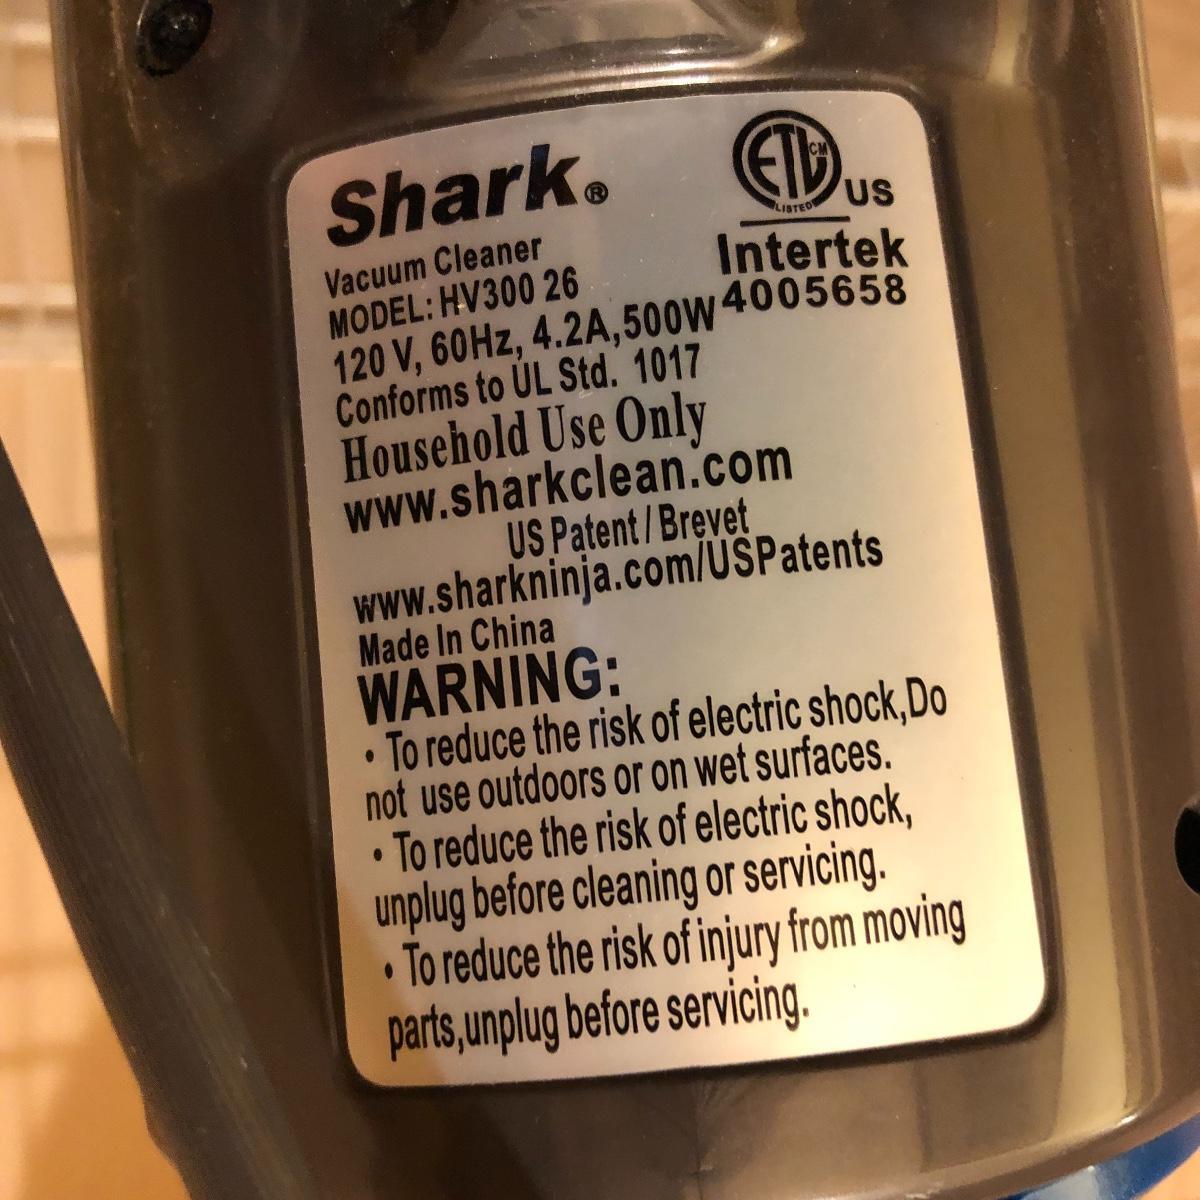 Shark®
ETL CM
LISTED
US
Intertek
4005658
Vacuum Cleaner
MODEL: HV300 26
120 V, 60Hz, 4.2A,500W
Conforms to UL Std. 1017
Household Use Only
www.sharkclean.com
US Patent / Brevet
www.sharkninja.com/USPatents
Made In China
WARNING:
• To reduce the risk of electric shock,Do
not use outdoors or on wet surfaces.
• To reduce the risk of electric shock,
unplug before cleaning or servicing.
• To reduce the risk of injury from moving
parts,unplug before servicing.